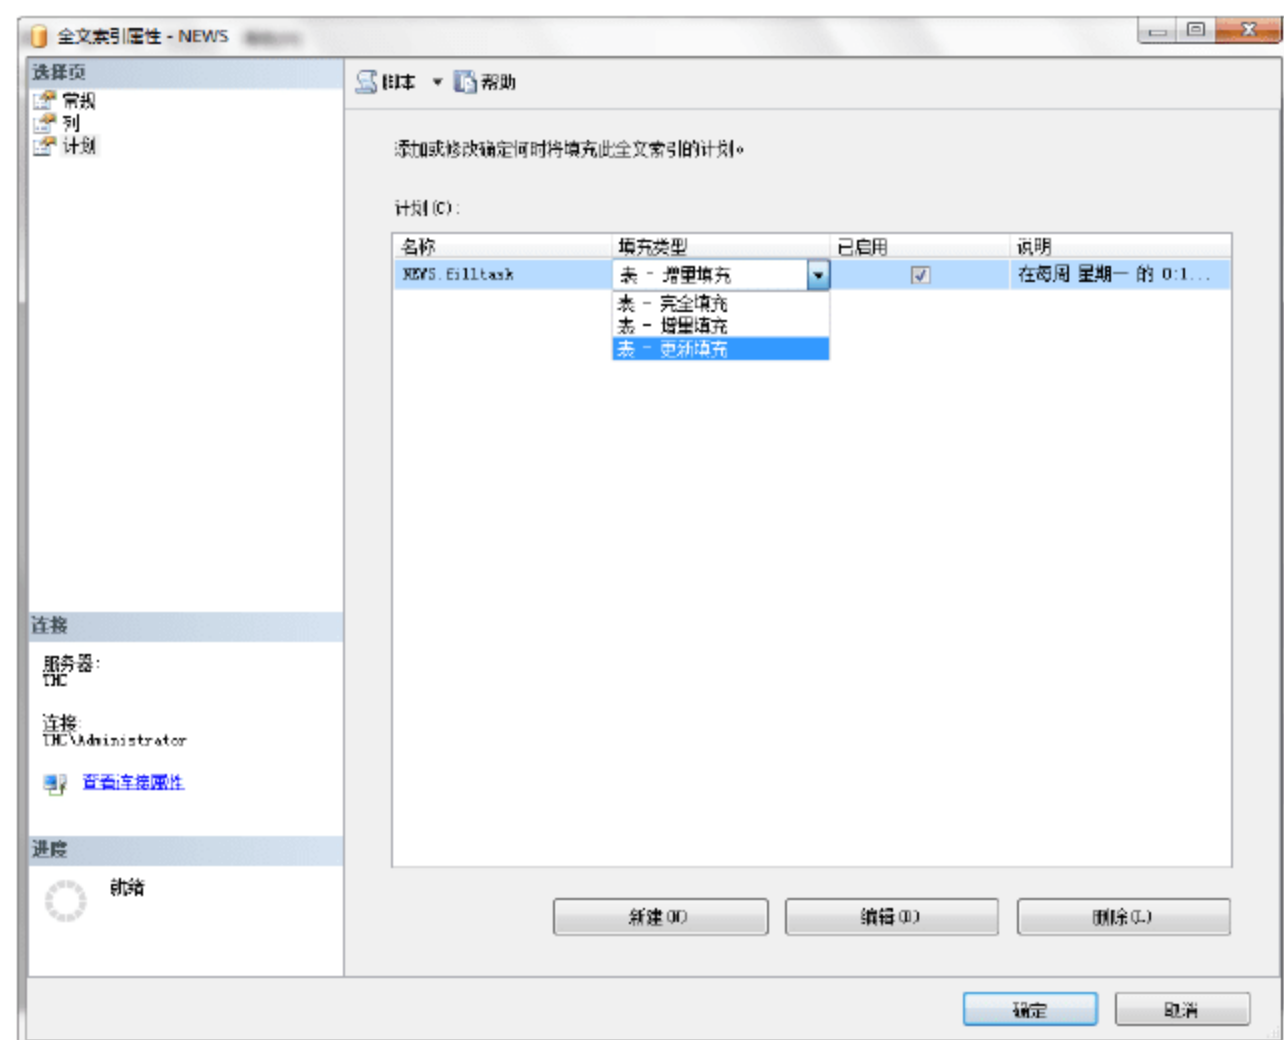 全文索引属性 - NEWS
选择页
常规
列
计划
脚本 帮助
添加或修改确定何时将填充此全文索引的计划。
计划(C):
名称 填充类型 已启用 说明
NEWS.filltask 表 - 增量填充 在每周 星期一 的 0:1...
表 - 完全填充
表 - 增量填充
表 - 更新填充
连接
服务器:
TMC
连接:
TMC\Administrator
查看连接属性
进度
就绪
新建(N) 编辑(D) 删除(L)
确定 取消